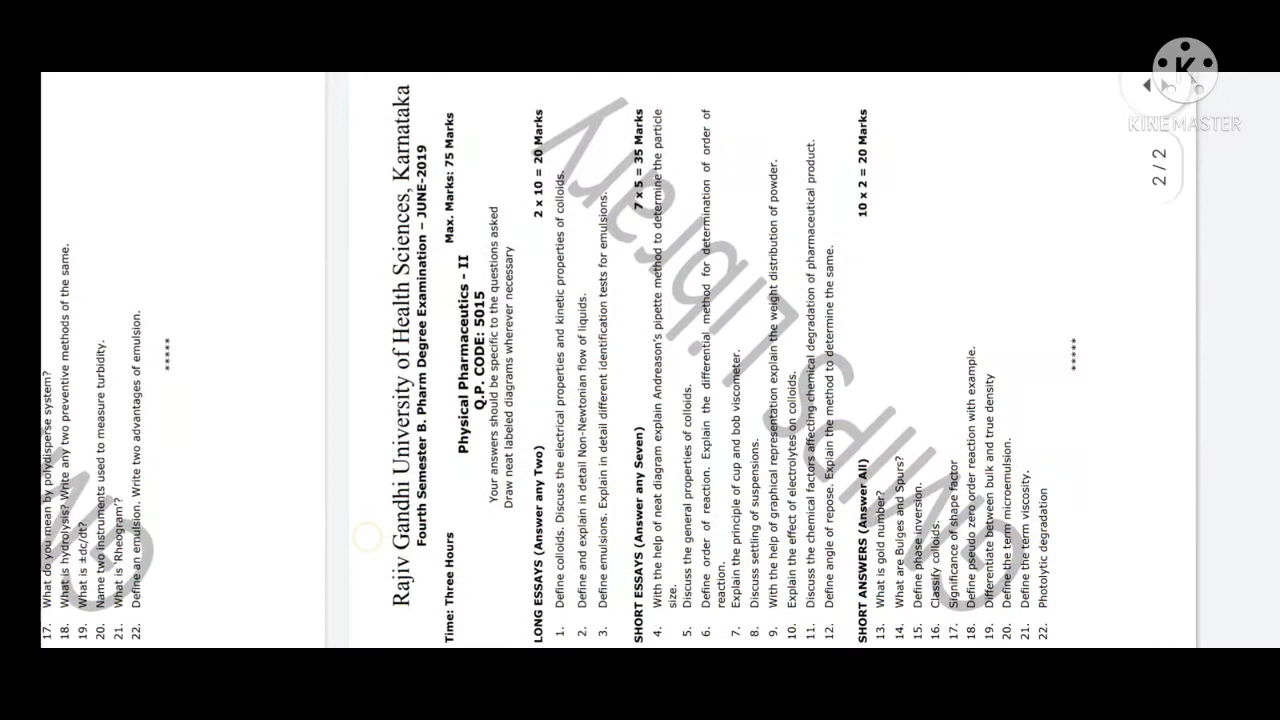 17. What do you mean by polydisperse system?
18. What is hydrolysis? Write any two preventive methods of the same.
19. What is ±dc/dt?
20. Name two instruments used to measure turbidity.
21. What is 'Rheogram'?
22. Define an emulsion. Write two advantages of emulsion.
*****
Rajiv Gandhi University of Health Sciences, Karnataka
Fourth Semester B. Pharm Degree Examination – JUNE-2019
Time: Three Hours Max. Marks: 75 Marks
Physical Pharmaceutics - II
Q.P. CODE: 5015
Your answers should be specific to the questions asked
Draw neat labeled diagrams wherever necessary
LONG ESSAYS (Answer any Two) 2 x 10 = 20 Marks
1. Define colloids. Discuss the electrical properties and kinetic properties of colloids.
2. Define and explain in detail Non-Newtonian flow of liquids.
3. Define emulsions. Explain in detail different identification tests for emulsions.
SHORT ESSAYS (Answer any Seven) 7 x 5 = 35 Marks
4. With the help of neat diagram explain Andreason's pipette method to determine the particle
size.
5. Discuss the general properties of colloids.
6. Define order of reaction. Explain the differential method for determination of order of
reaction.
7. Explain the principle of cup and bob viscometer.
8. Discuss settling of suspensions.
9. With the help of graphical representation explain the weight distribution of powder.
10. Explain the effect of electrolytes on colloids.
11. Discuss the chemical factors affecting chemical degradation of pharmaceutical product.
12. Define angle of repose. Explain the method to determine the same.
SHORT ANSWERS (Answer All) 10 x 2 = 20 Marks
13. What is gold number?
14. What are Bulges and Spurs?
15. Define phase inversion.
16. Classify colloids.
17. Significance of shape factor
18. Define pseudo zero order reaction with example.
19. Differentiate between bulk and true density
20. Define the term microemulsion.
21. Define the term viscosity.
22. Photolytic degradation
*****
GMIPS Library
2 / 2
K
KINEMASTER